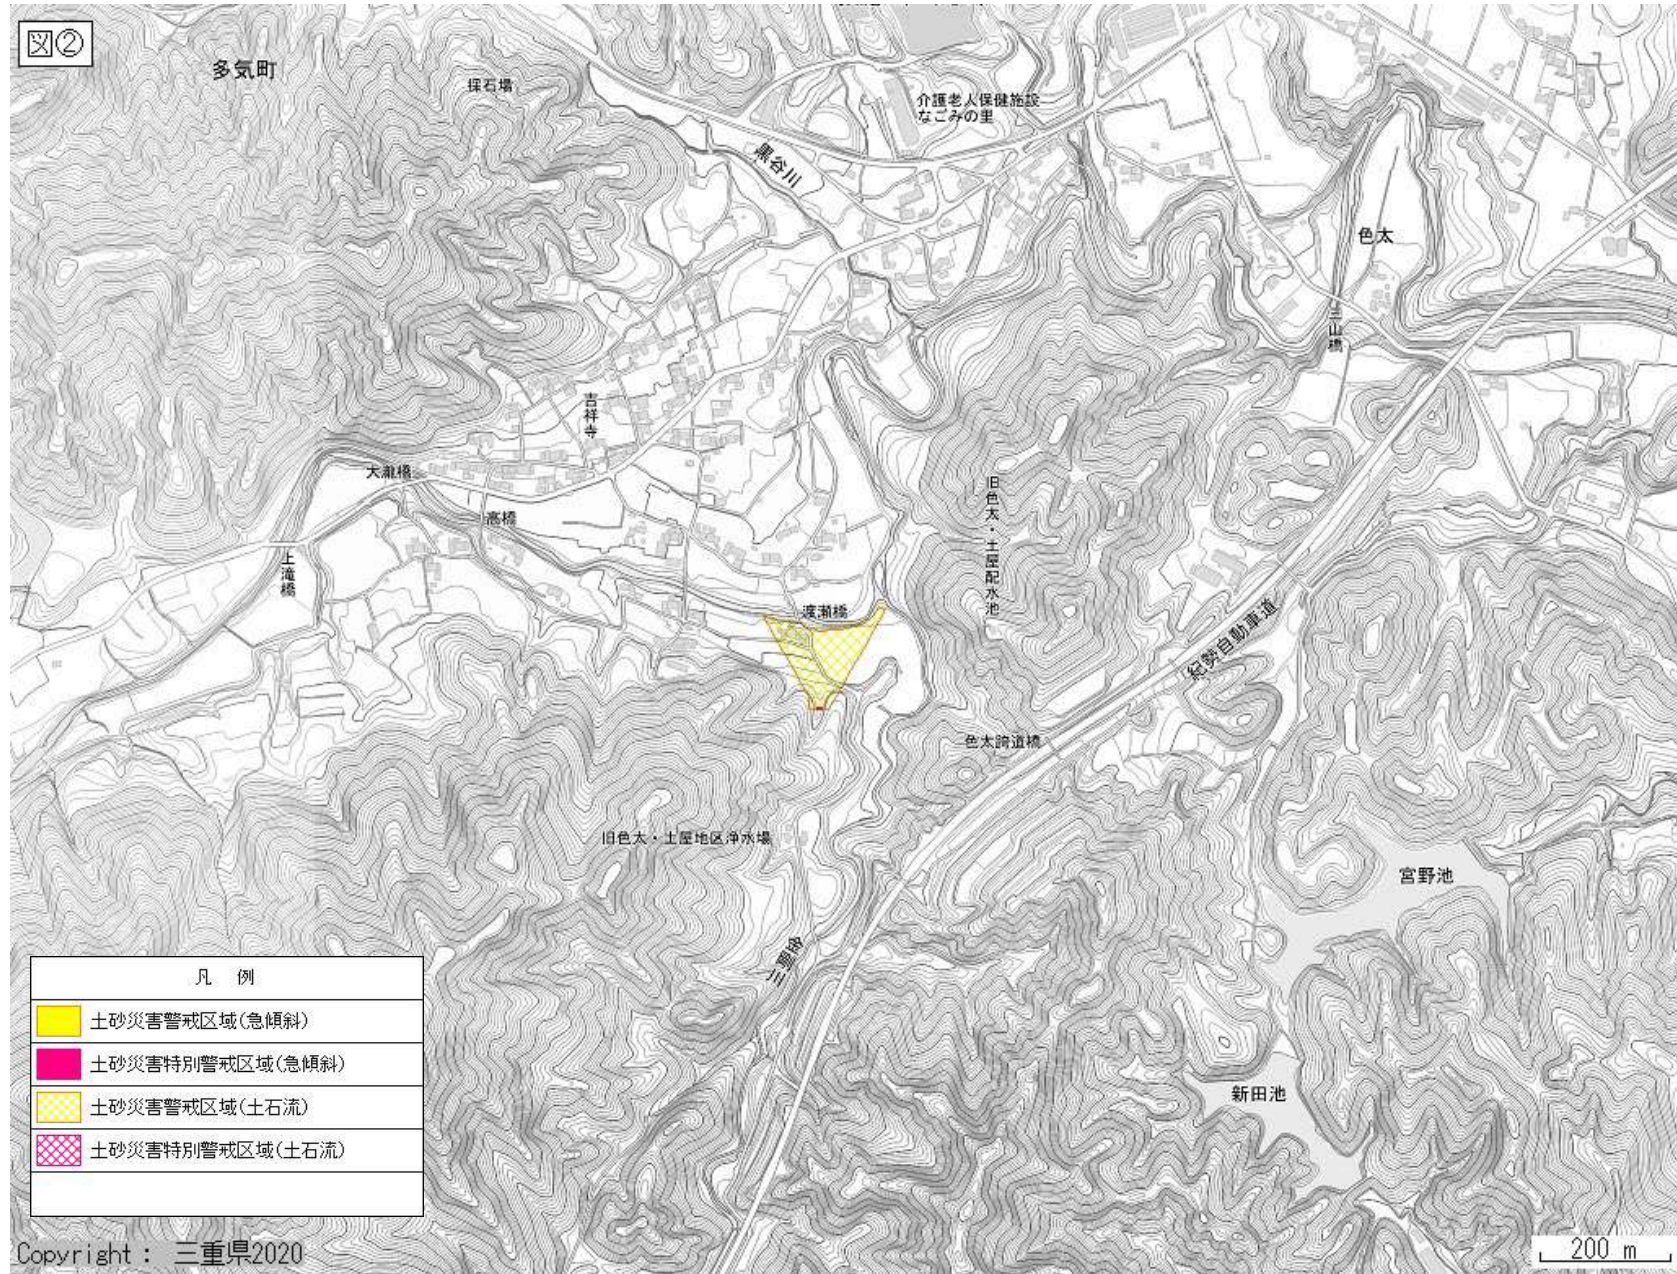 図②
多気町
採石場
介護老人保健施設
なごみの里
黒谷川
色太
三山橋
吉祥寺
大瀧橋
高橋
上滝橋
旧色太・土屋配水池
渡瀬橋
紀勢自動車道
色太跨道橋
旧色太・土屋地区浄水場
宮野池
新田池
凡 例
土砂災害警戒区域(急傾斜)
土砂災害特別警戒区域(急傾斜)
土砂災害警戒区域(土石流)
土砂災害特別警戒区域(土石流)
Copyright : 三重県2020
200 m